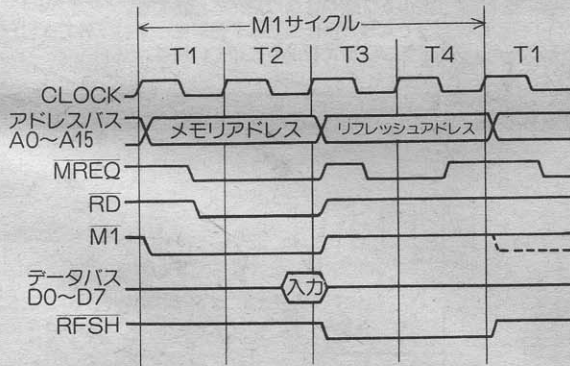 M1サイクル
T1 T2 T3 T4 T1
CLOCK
アドレスバス
A0～A15
メモリアドレス
リフレッシュアドレス
MREQ
RD
M1
データバス
D0～D7
入力
RFSH